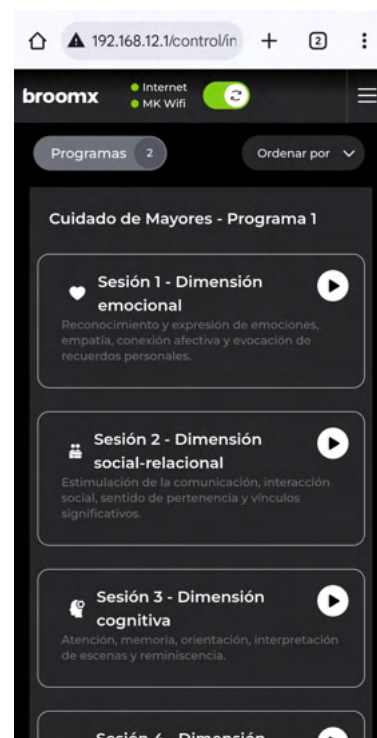 192.168.12.1/control/in
2
broomx
Internet
MK Wifi
Programas 2
Ordenar por
Cuidado de Mayores - Programa 1
Sesión 1 - Dimensión
emocional
Reconocimiento y expresión de emociones,
empatía, conexión afectiva y evocación de
recuerdos personales.
Sesión 2 - Dimensión
social-relacional
Estimulación de la comunicación, interacción
social, sentido de pertenencia y vínculos
significativos.
Sesión 3 - Dimensión
cognitiva
Atención, memoria, orientación, interpretación
de escenas y reminiscencia.
Sesión 4 - Dimensión